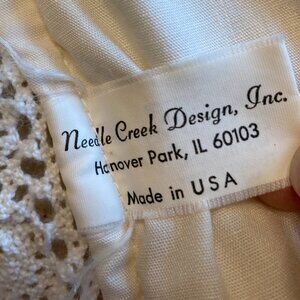 Needle Creek Design, Inc.
Hanover Park, IL 60103
Made in USA